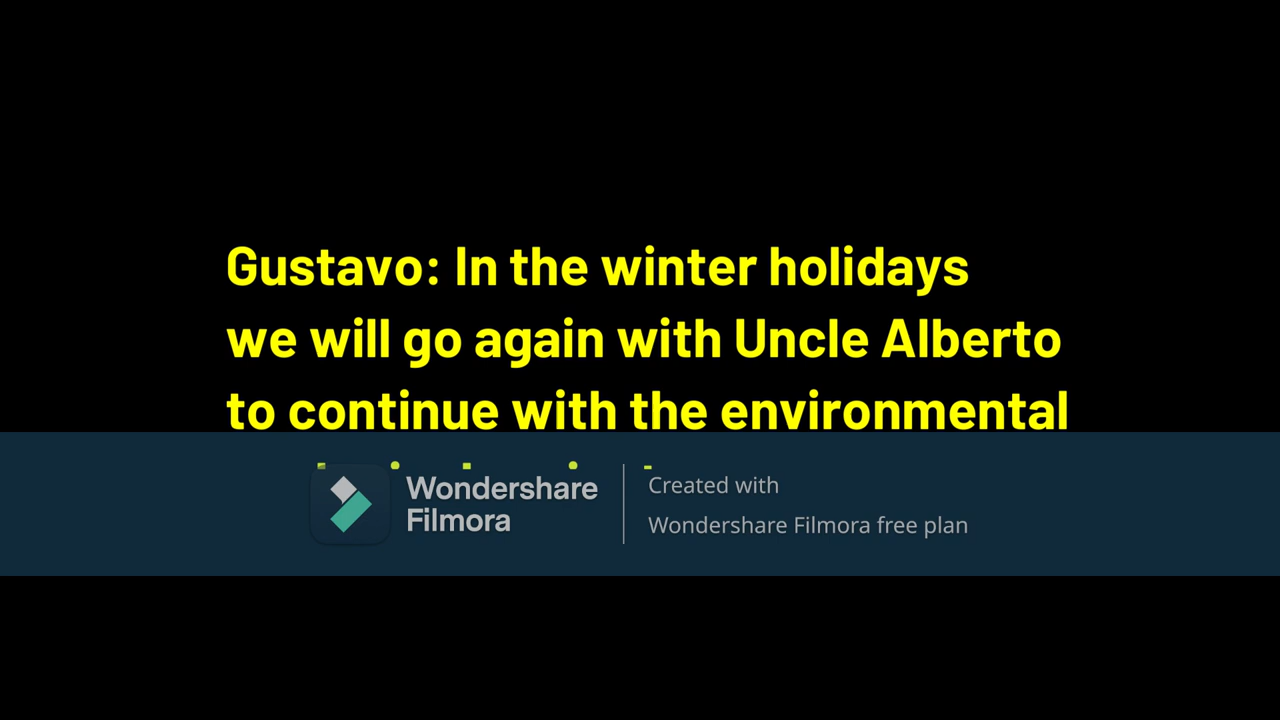 Gustavo: In the winter holidays
we will go again with Uncle Alberto
to continue with the environmental
Wondershare
Filmora
Created with
Wondershare Filmora free plan